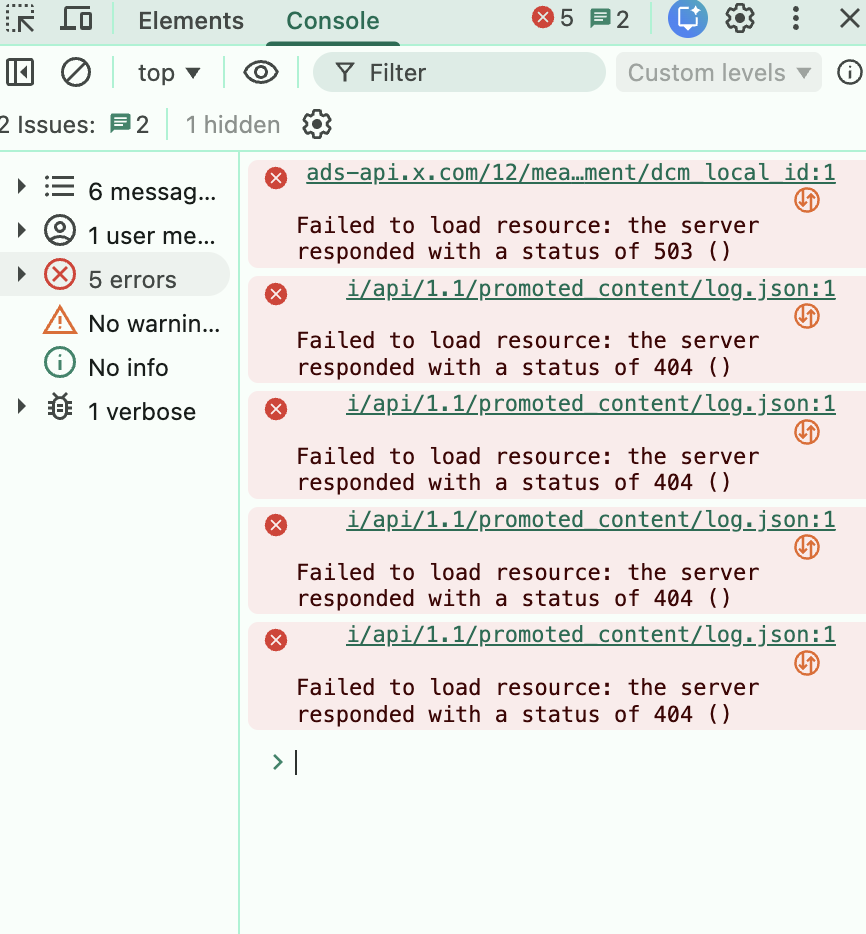 Elements Console 5 2
top Filter Custom levels
2 Issues: 2 1 hidden
6 messag...
1 user me...
5 errors
No warnin...
No info
1 verbose
ads-api.x.com/12/mea…ment/dcm_local_id:1
Failed to load resource: the server
responded with a status of 503 ()
i/api/1.1/promoted_content/log.json:1
Failed to load resource: the server
responded with a status of 404 ()
i/api/1.1/promoted_content/log.json:1
Failed to load resource: the server
responded with a status of 404 ()
i/api/1.1/promoted_content/log.json:1
Failed to load resource: the server
responded with a status of 404 ()
i/api/1.1/promoted_content/log.json:1
Failed to load resource: the server
responded with a status of 404 ()